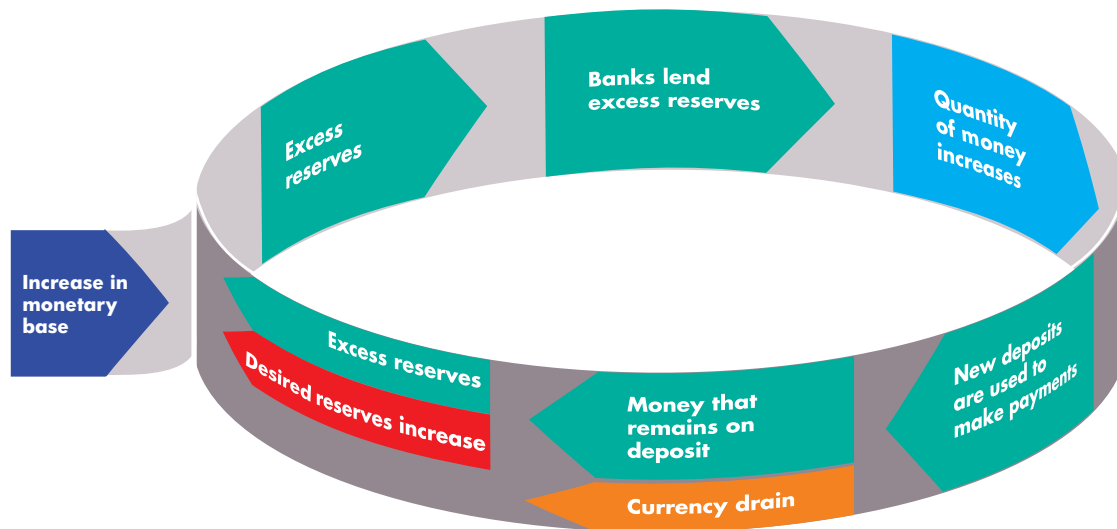 Increase in
monetary
base
Excess
reserves
Banks lend
excess reserves
Quantity
of money
increases
New deposits
are used to
make payments
Money that
remains on
deposit
Currency drain
Excess reserves
Desired reserves increase